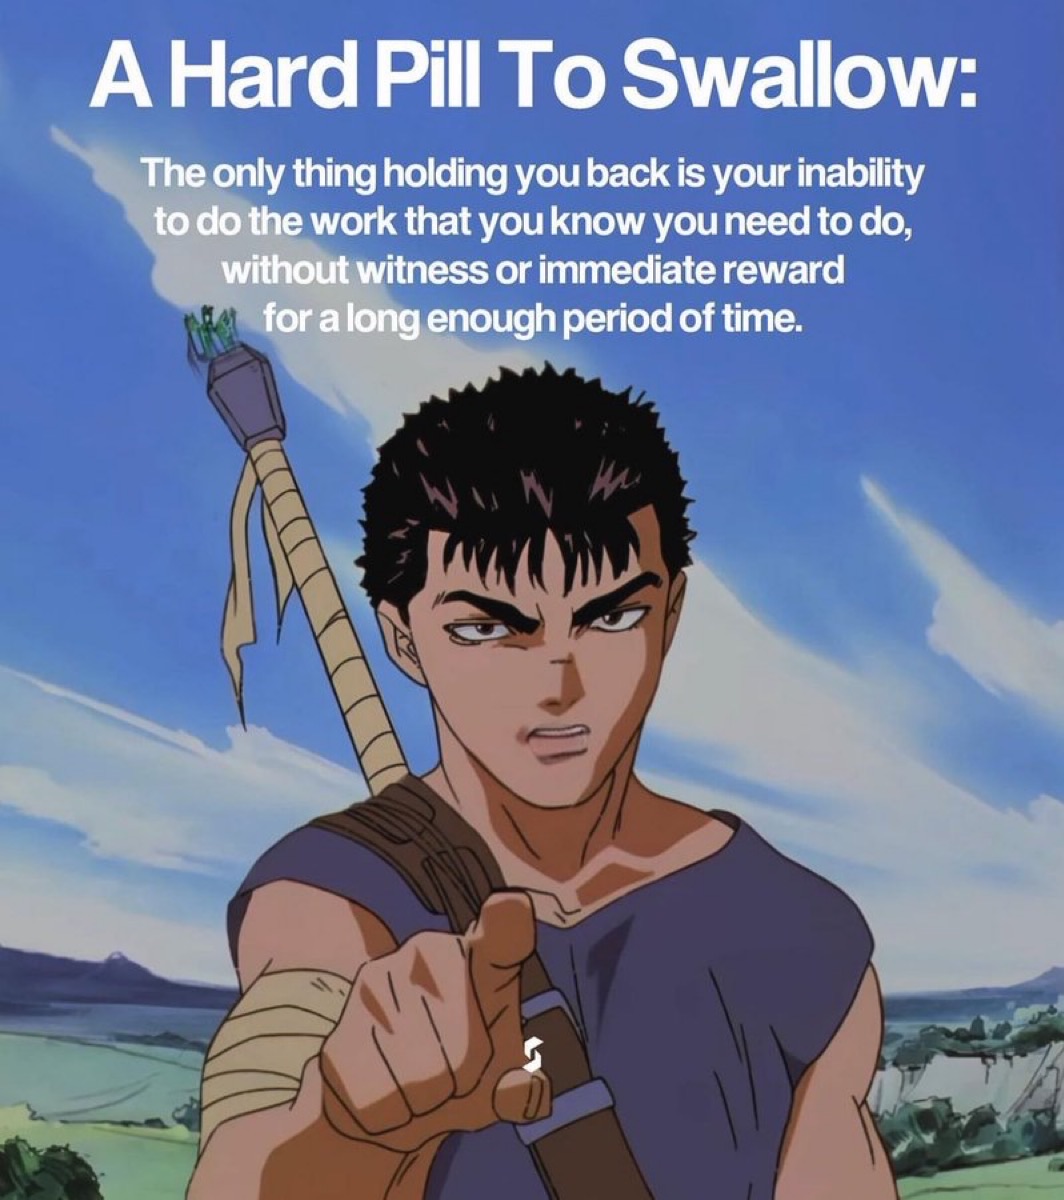 A Hard Pill To Swallow:
The only thing holding you back is your inability
to do the work that you know you need to do,
without witness or immediate reward
for a long enough period of time.